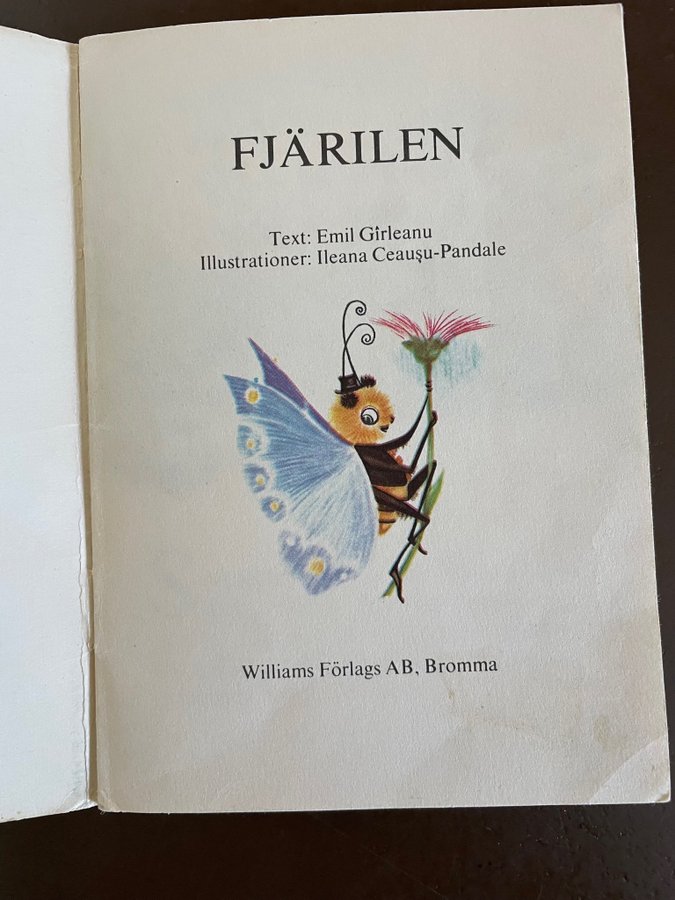 FJÄRILEN
Text: Emil Gîrleanu
Illustrationer: Ileana Ceaușu-Pandale
Williams Förlags AB, Bromma